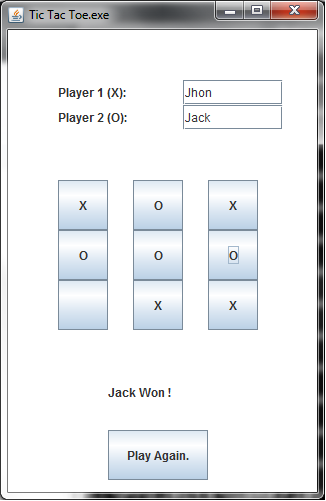 Tic Tac Toe.exe
Player 1 (X): Jhon
Player 2 (O): Jack
X O X
O O O
X X
Jack Won !
Play Again.